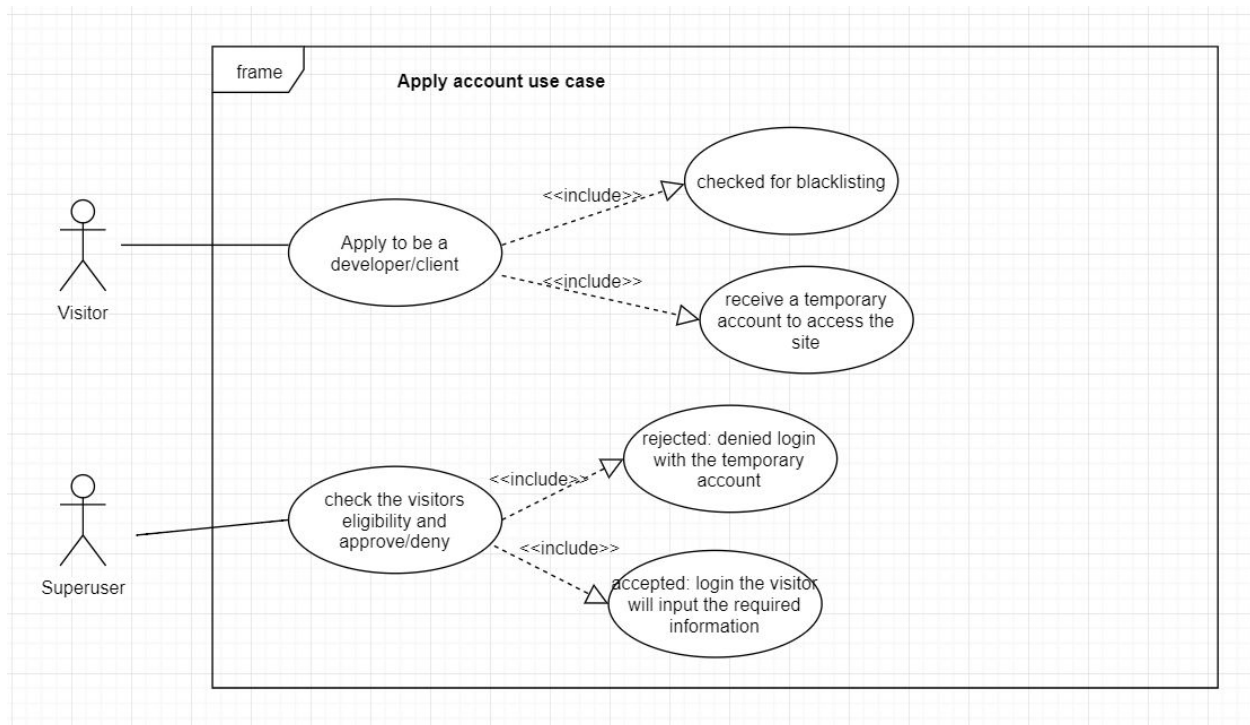 frame
Apply account use case
<<include>>
checked for blacklisting
Apply to be a
developer/client
Visitor
<<include>>
receive a temporary
account to access the
site
rejected: denied login
with the temporary
account
<<include>>
check the visitors
eligibility and
approve/deny
Superuser
<<include>>
accepted: login the visitor
will input the required
information